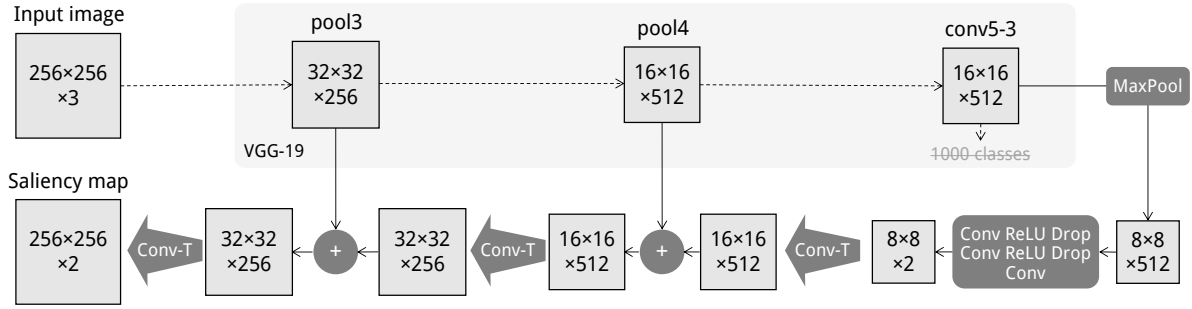 Input image
pool3
pool4
conv5-3
256×256
×3
32×32
×256
16×16
×512
16×16
×512
MaxPool
VGG-19
1000 classes
Saliency map
256×256
×2
Conv-T
32×32
×256
+
32×32
×256
Conv-T
16×16
×512
+
16×16
×512
Conv-T
8×8
×2
Conv ReLU Drop
Conv ReLU Drop
Conv
8×8
×512